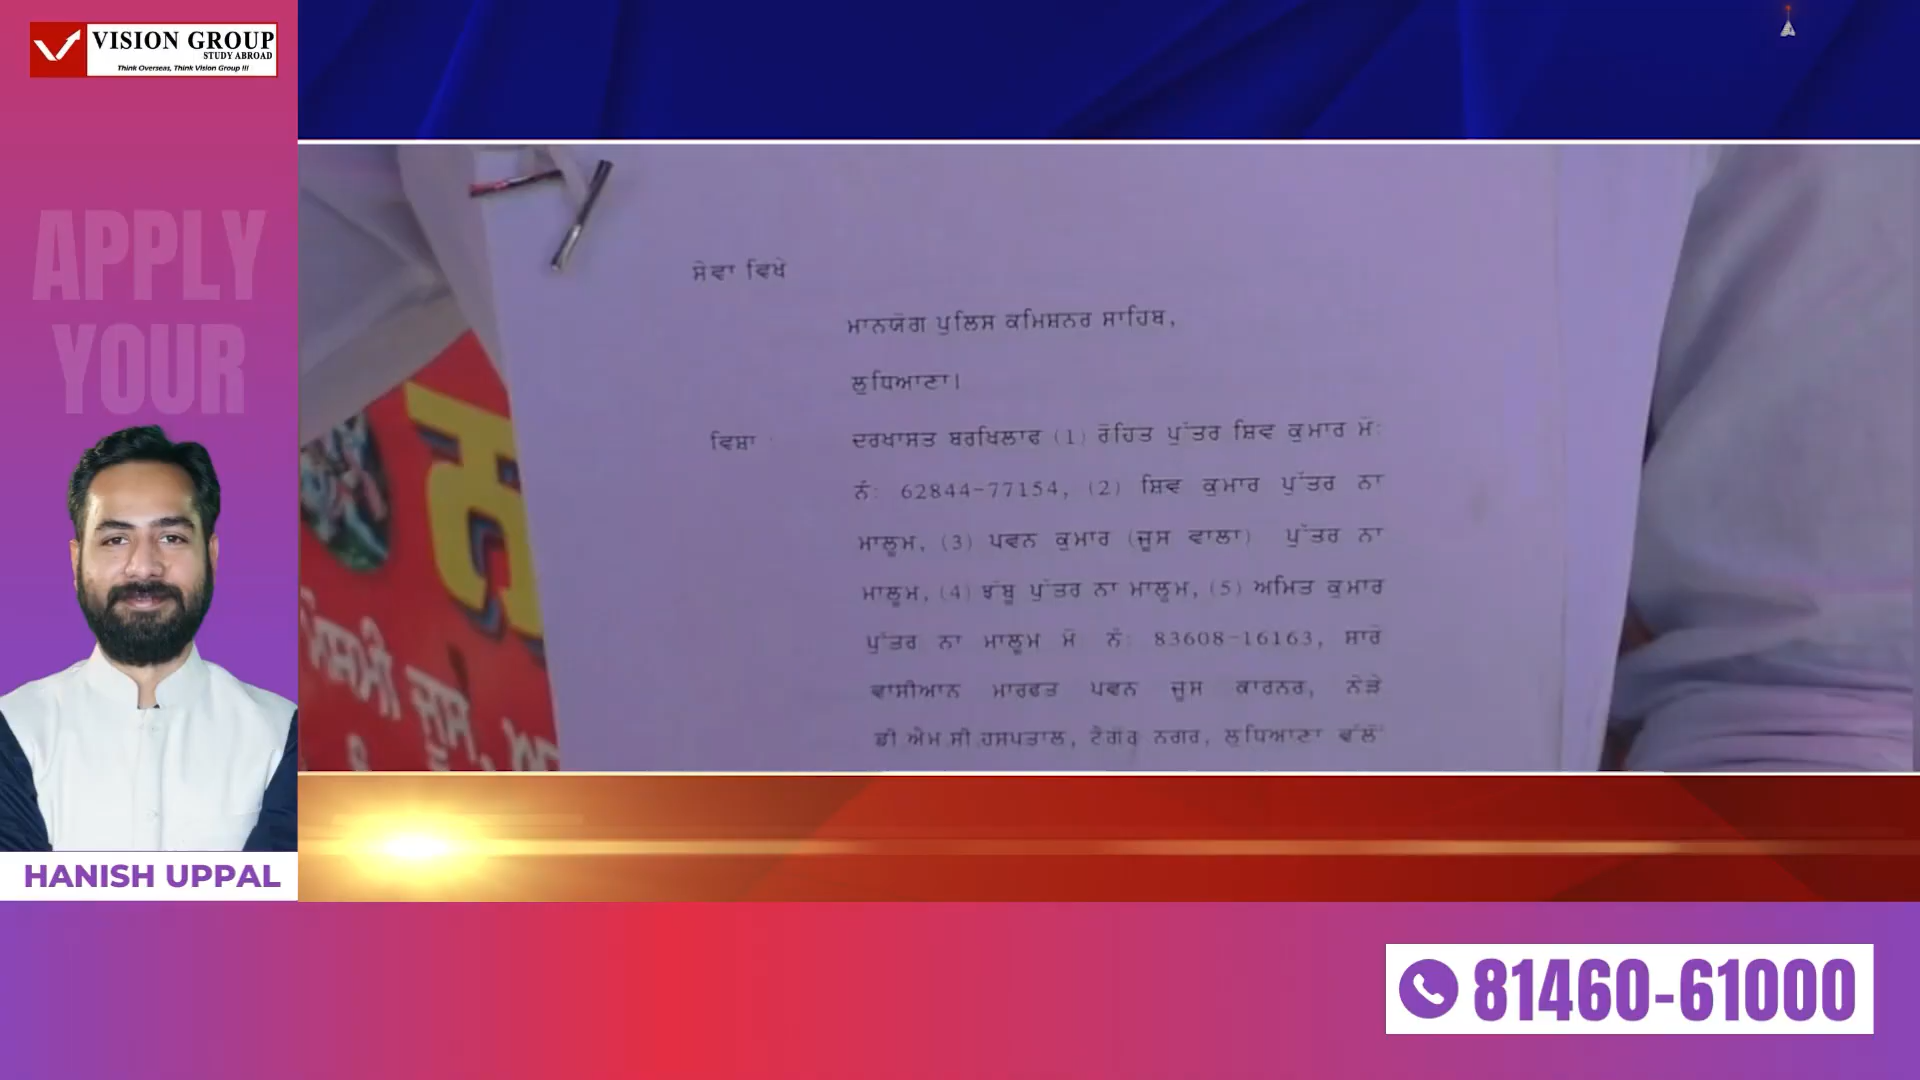 VISION GROUP
STUDY ABROAD
Think Overseas, Think Vision Group !!!
APPLY
YOUR
HANISH UPPAL
ਸੇਵਾ ਵਿਖੇ
ਮਾਨਯੋਗ ਪੁਲਿਸ ਕਮਿਸ਼ਨਰ ਸਾਹਿਬ,
ਲੁਧਿਆਣਾ।
ਵਿਸ਼ਾ : ਦਰਖਾਸਤ ਬਰਖਿਲਾਫ (1) ਰੋਹਿਤ ਪੁੱਤਰ ਸ਼ਿਵ ਕੁਮਾਰ ਮੋ:
ਨੰ: 62844-77154, (2) ਸ਼ਿਵ ਕੁਮਾਰ ਪੁੱਤਰ ਨਾ
ਮਾਲੂਮ, (3) ਪਵਨ ਕੁਮਾਰ (ਜੂਸ ਵਾਲਾ) ਪੁੱਤਰ ਨਾ
ਮਾਲੂਮ, (4) ਝੱਬੂ ਪੁੱਤਰ ਨਾ ਮਾਲੂਮ, (5) ਅਮਿਤ ਕੁਮਾਰ
ਪੁੱਤਰ ਨਾ ਮਾਲੂਮ ਮੋ: ਨੰ: 83608-16163, ਸਾਰੇ
ਵਾਸੀਆਨ ਮਾਰਫਤ ਪਵਨ ਜੂਸ ਕਾਰਨਰ, ਨੇੜੇ
ਡੀ.ਐਮ.ਸੀ ਹਸਪਤਾਲ, ਟੈਗੋਰ ਨਗਰ, ਲੁਧਿਆਣਾ ਵੱਲੋਂ
ਜੂਸ
81460-61000